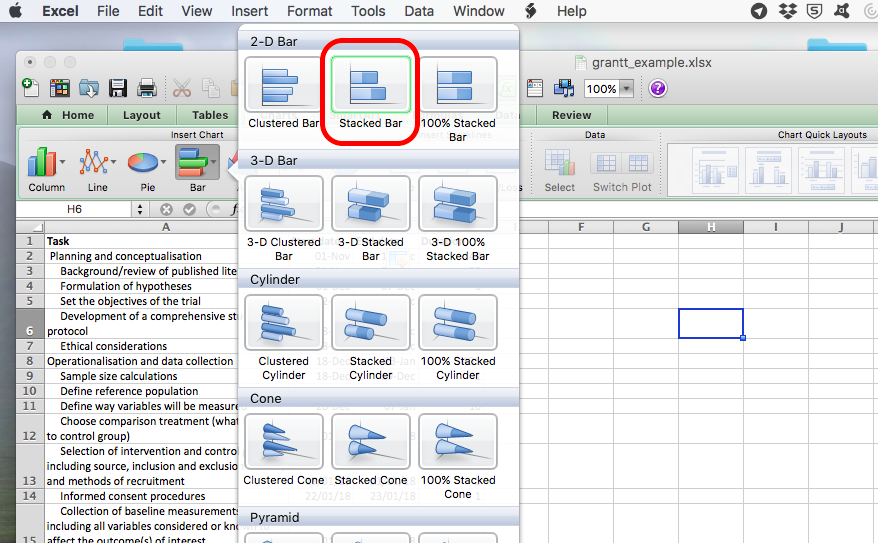 Excel File Edit View Insert Format Tools Data Window Help
grantt_example.xlsx
100%
?
Home Layout Tables Review
Insert Chart Data Chart Quick Layouts
Column Line Pie Bar Select Switch Plot
2-D Bar
Clustered Bar Stacked Bar 100% Stacked
Bar
3-D Bar
3-D Clustered 3-D Stacked 3-D 100%
Bar Bar Stacked Bar
Cylinder
Clustered Stacked 100% Stacked
Cylinder Cylinder Cylinder
Cone
Clustered Cone Stacked Cone 100% Stacked
Cone
Pyramid
H6
A F G H I J
1 Task
2 Planning and conceptualisation
3 Background/review of published lite
4 Formulation of hypotheses
5 Set the objectives of the trial
Development of a comprehensive stu
6 protocol
7 Ethical considerations
8 Operationalisation and data collection
9 Sample size calculations
10 Define reference population
11 Define way variables will be measure
Choose comparison treatment (what
12 to control group)
Selection of intervention and contro
including source, inclusion and exclusio
13 and methods of recruitment
14 Informed consent procedures 22/01/18 23/01/18 1
Collection of baseline measurements
including all variables considered or know
15 affect the outcome(s) of interest